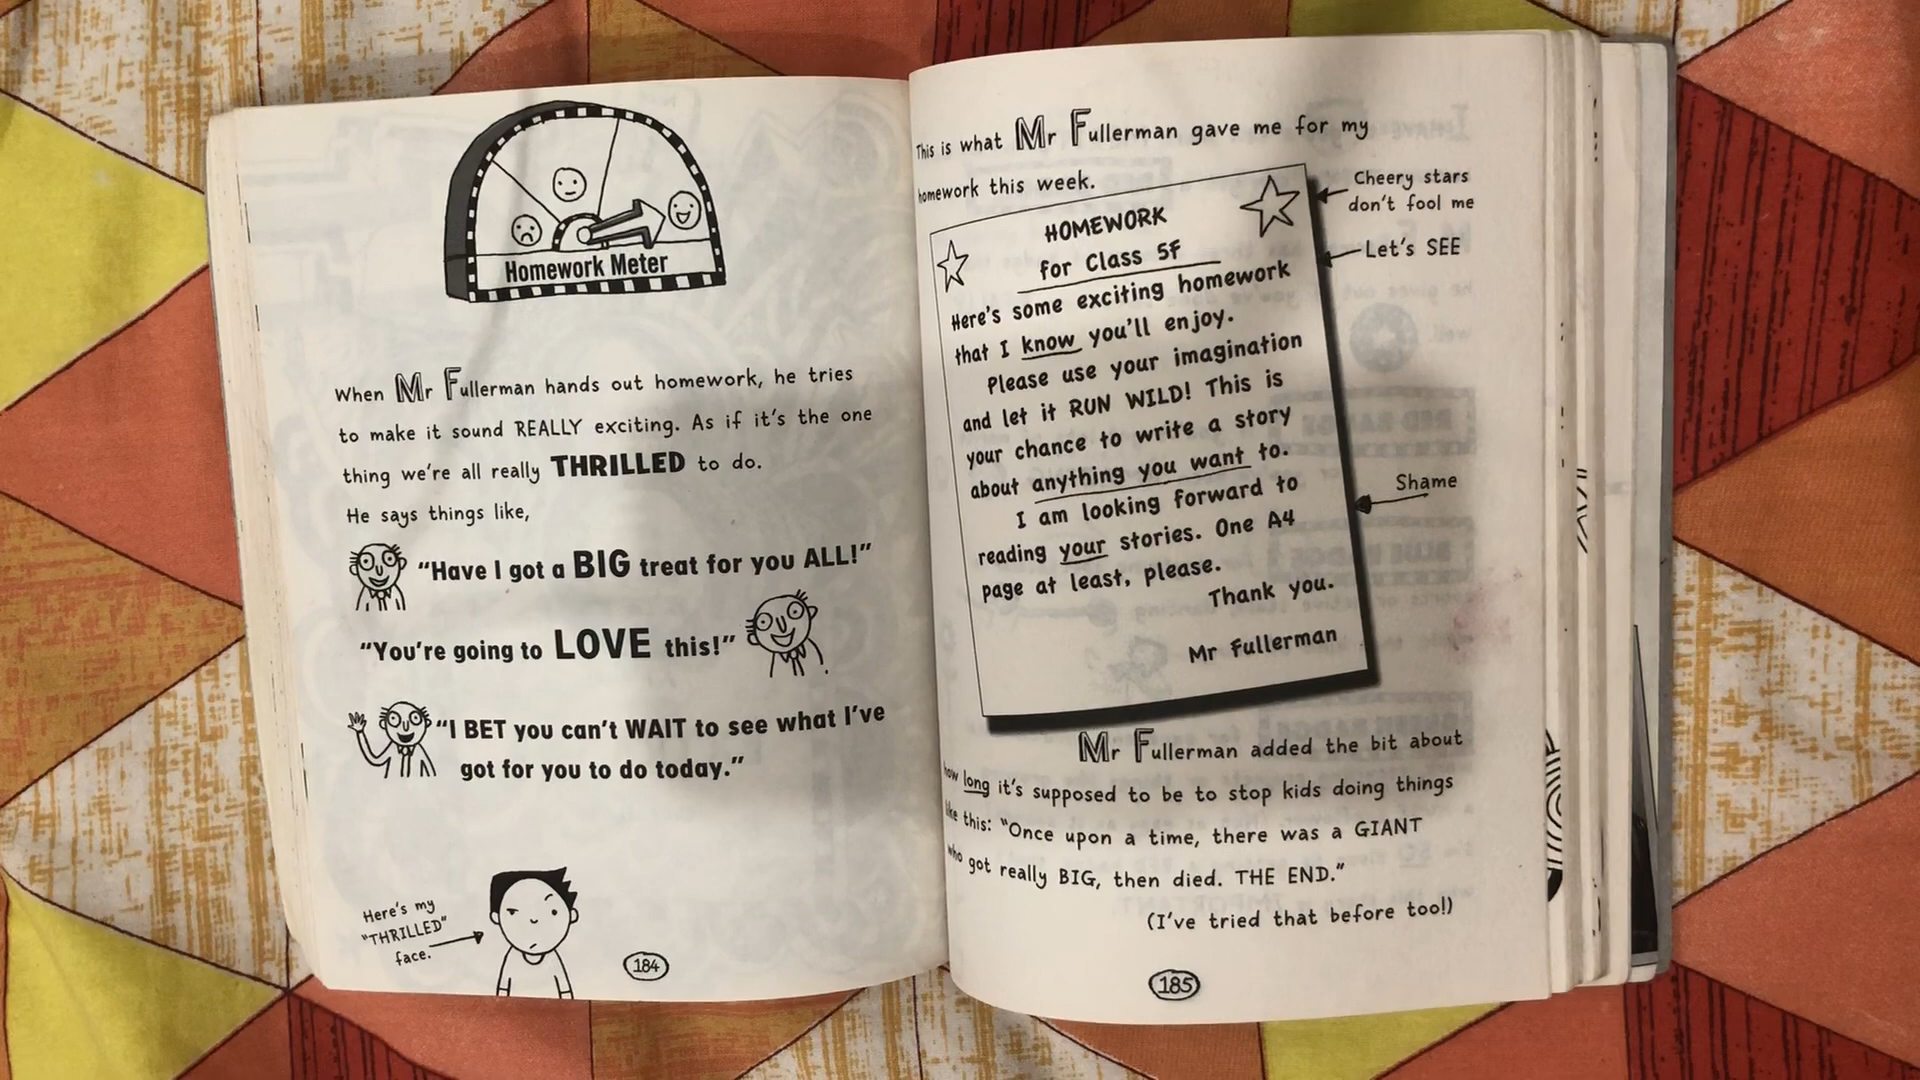 Homework Meter
When Mr Fullerman hands out homework, he tries
to make it sound REALLY exciting. As if it's the one
thing we're all really THRILLED to do.
He says things like,
"Have I got a BIG treat for you ALL!"
"You're going to LOVE this!"
"I BET you can't WAIT to see what I've
got for you to do today."
Here's my
"THRILLED"
face.
184
This is what Mr Fullerman gave me for my
homework this week.
Cheery stars
don't fool me
Let's SEE
HOMEWORK
for Class 5F
Here's some exciting homework
that I know you'll enjoy.
Please use your imagination
and let it RUN WILD! This is
your chance to write a story
about anything you want to.
I am looking forward to
reading your stories. One A4
page at least, please.
Thank you.
Mr Fullerman
Shame
Mr Fullerman added the bit about
how long it's supposed to be to stop kids doing things
like this: "Once upon a time, there was a GIANT
who got really BIG, then died. THE END."
(I've tried that before too!)
185